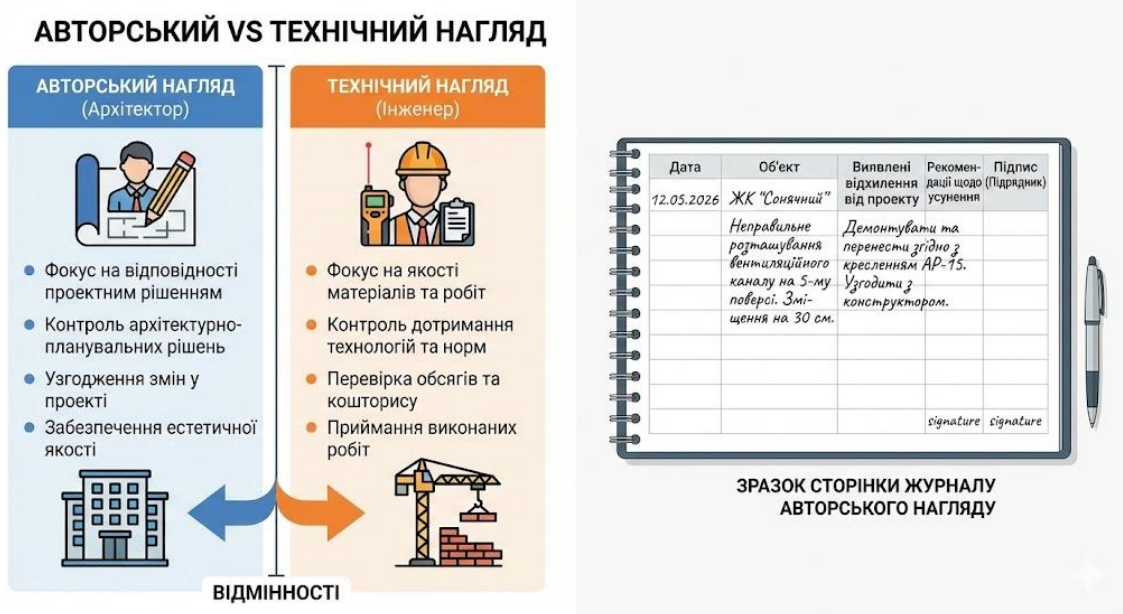 АВТОРСЬКИЙ VS ТЕХНІЧНИЙ НАГЛЯД
АВТОРСЬКИЙ НАГЛЯД
(Архітектор)
Фокус на відповідності
проектним рішенням
Контроль архітектурно-
планувальних рішень
Узгодження змін у
проекті
Забезпечення естетичної
якості
ТЕХНІЧНИЙ НАГЛЯД
(Інженер)
Фокус на якості
матеріалів та робіт
Контроль дотримання
технологій та норм
Перевірка обсягів та
кошторису
Приймання виконаних
робіт
ВІДМІННОСТІ
Дата
Об'єкт
Виявлені
відхилення
від проекту
Рекомен-
дації щодо
усунення
Підпис
(Підрядник)
12.05.2026
ЖК "Сонячний"
Неправильне
розташування
вентиляційного
каналу на 5-му
поверсі. Змі-
щення на 30 см.
Демонтувати та
перенести згідно з
кресленням АР-15.
Узгодити з
конструктором.
signature
signature
ЗРАЗОК СТОРІНКИ ЖУРНАЛУ
АВТОРСЬКОГО НАГЛЯДУ